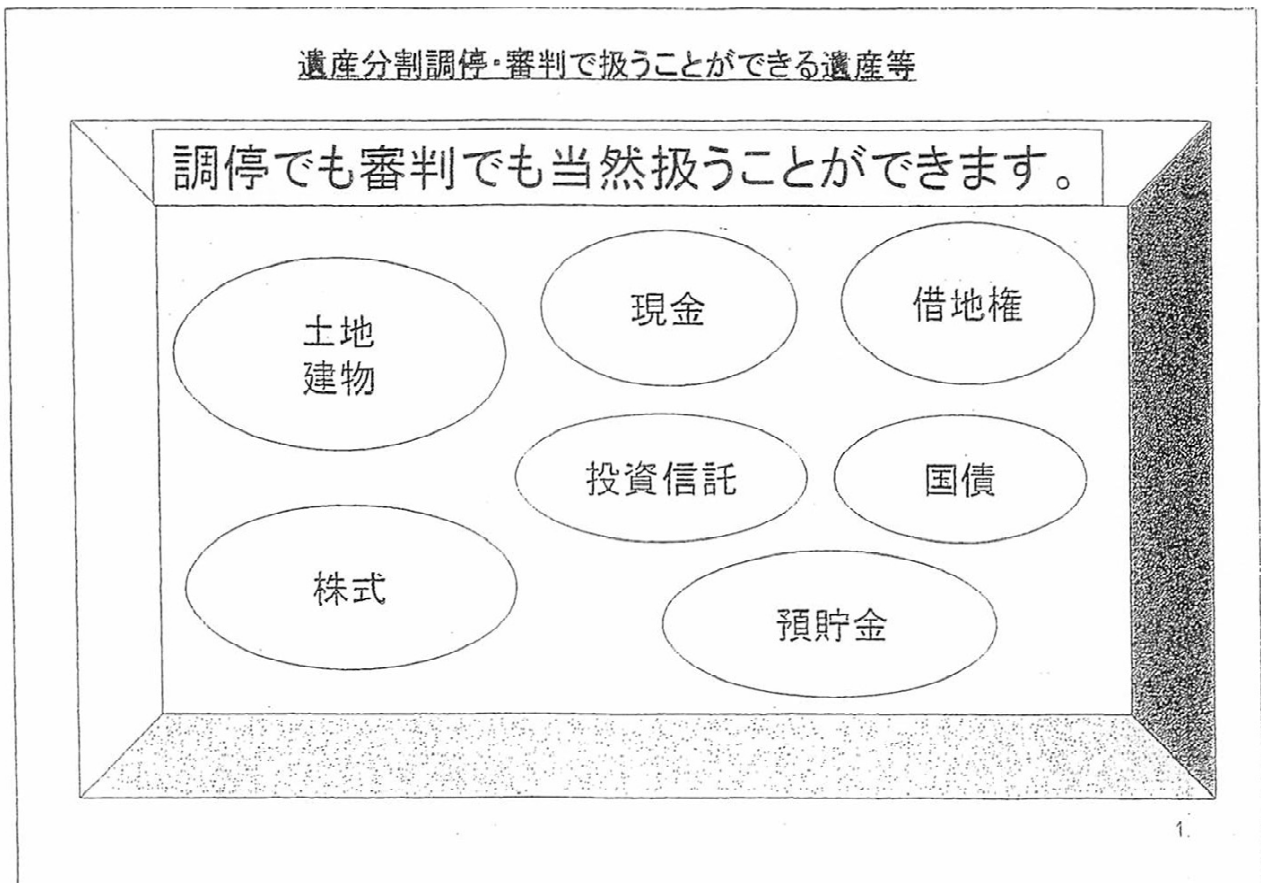 遺産分割調停・審判で扱うことができる遺産等
調停でも審判でも当然扱うことができます。
土地
建物
現金
借地権
投資信託
国債
株式
預貯金
1.